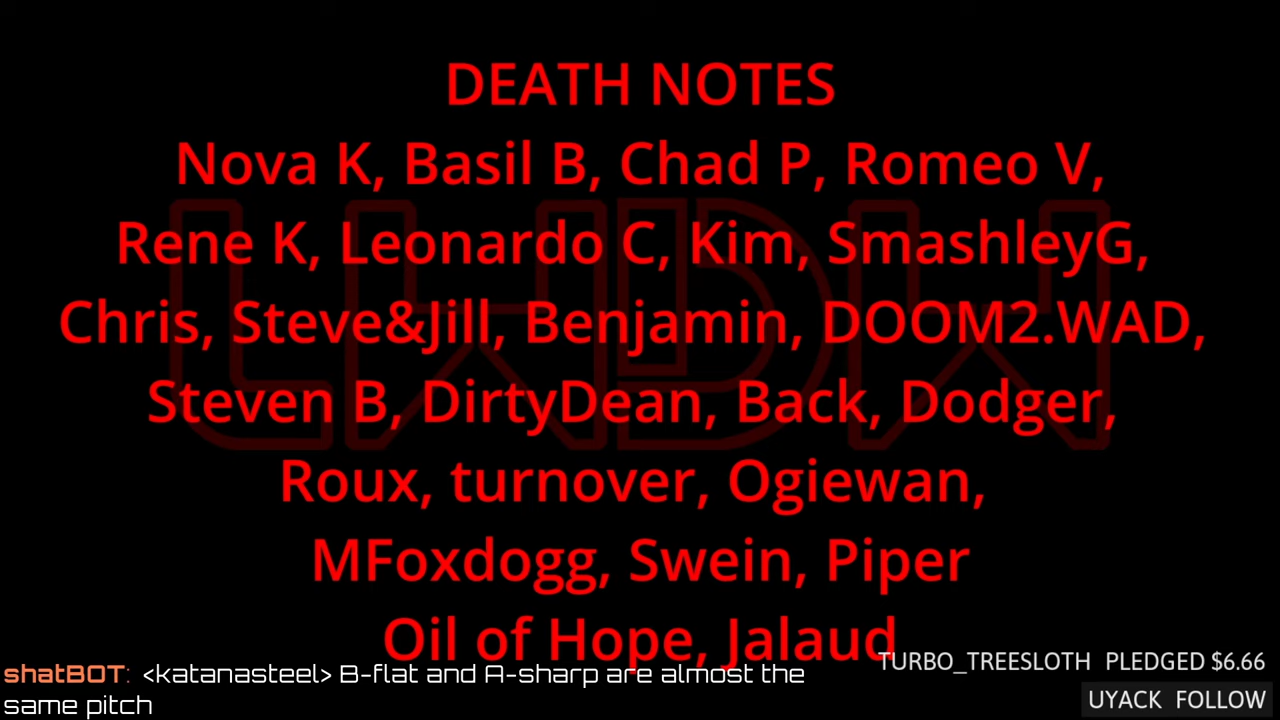 DEATH NOTES
Nova K, Basil B, Chad P, Romeo V,
Rene K, Leonardo C, Kim, SmashleyG,
Chris, Steve&Jill, Benjamin, DOOM2.WAD,
Steven B, DirtyDean, Back, Dodger,
Roux, turnover, Ogiewan,
MFoxdogg, Swein, Piper
Oil of Hope, Jalaud
TURBO_TREESLOTH PLEDGED $6.66
shatBOT: <katanasteel> B-flat and A-sharp are almost the
same pitch
UYACK FOLLOW